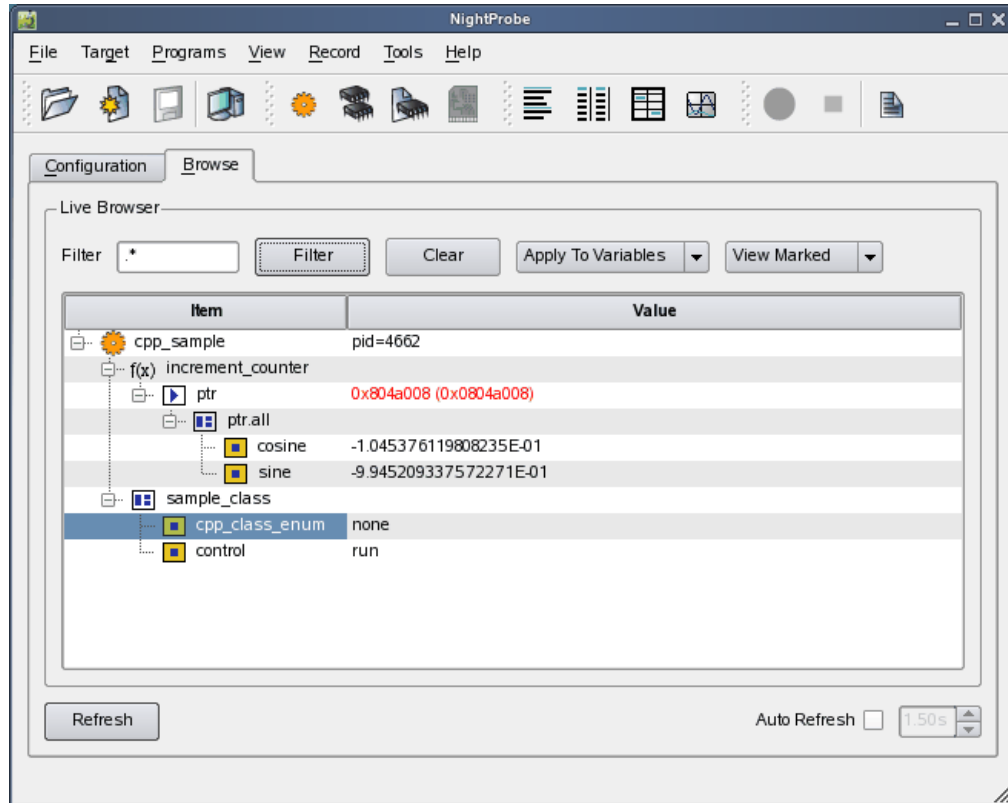 NightProbe
File Target Programs View Record Tools Help
Configuration Browse
Live Browser
Filter .* Filter Clear Apply To Variables View Marked
Item Value
cpp_sample pid=4662
f(x) increment_counter
ptr 0x804a008 (0x0804a008)
ptr.all
cosine -1.045376119808235E-01
sine -9.945209337572271E-01
sample_class
cpp_class_enum none
control run
Refresh Auto Refresh 1.50s